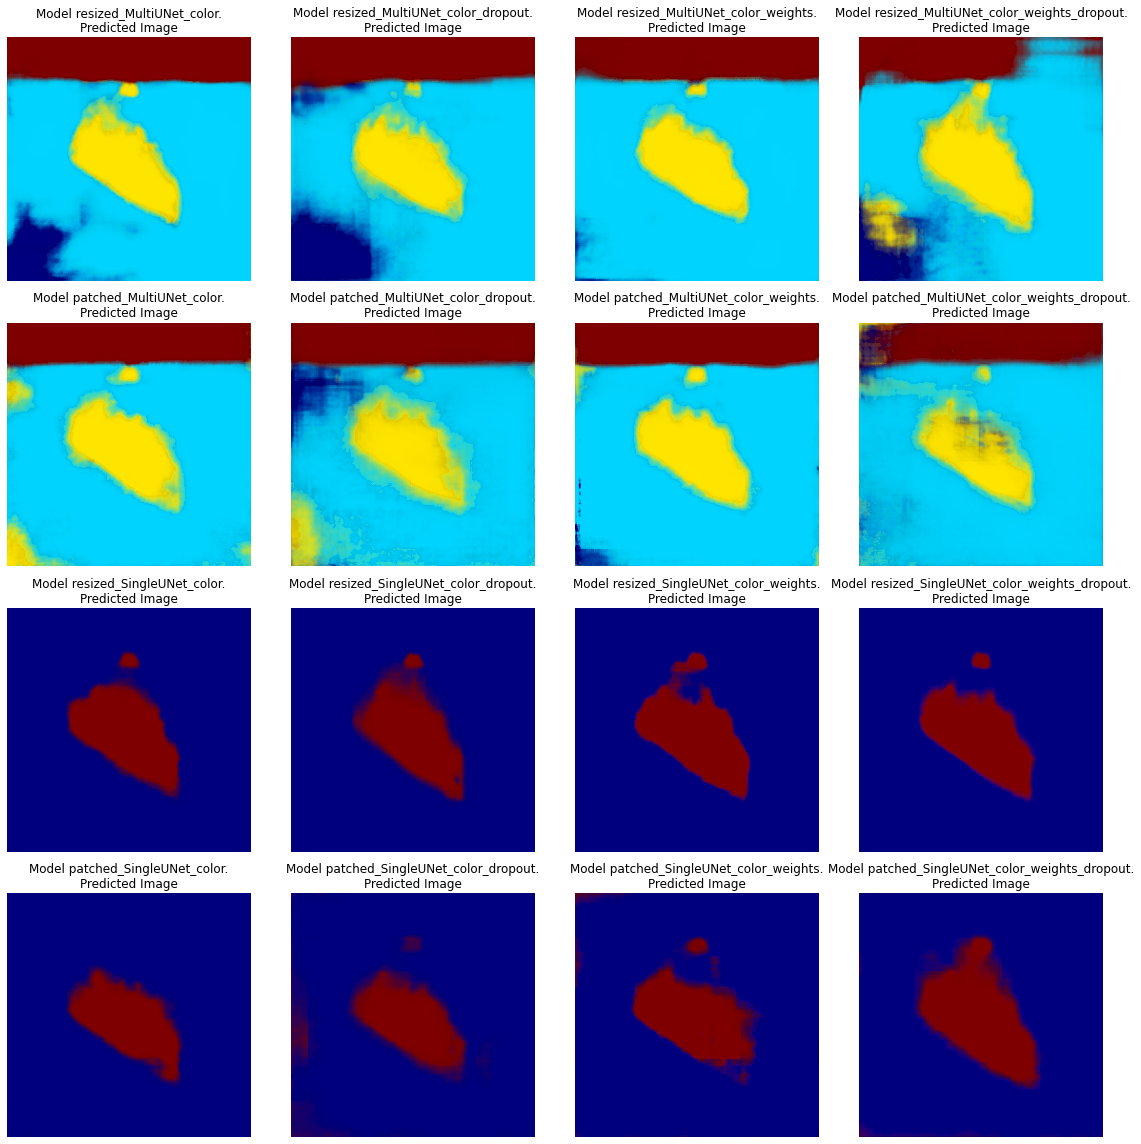 Model resized_MultiUNet_color.
Predicted Image
Model resized_MultiUNet_color_dropout.
Predicted Image
Model resized_MultiUNet_color_weights.
Predicted Image
Model resized_MultiUNet_color_weights_dropout.
Predicted Image
Model patched_MultiUNet_color.
Predicted Image
Model patched_MultiUNet_color_dropout.
Predicted Image
Model patched_MultiUNet_color_weights.
Predicted Image
Model patched_MultiUNet_color_weights_dropout.
Predicted Image
Model resized_SingleUNet_color.
Predicted Image
Model resized_SingleUNet_color_dropout.
Predicted Image
Model resized_SingleUNet_color_weights.
Predicted Image
Model resized_SingleUNet_color_weights_dropout.
Predicted Image
Model patched_SingleUNet_color.
Predicted Image
Model patched_SingleUNet_color_dropout.
Predicted Image
Model patched_SingleUNet_color_weights.
Predicted Image
Model patched_SingleUNet_color_weights_dropout.
Predicted Image